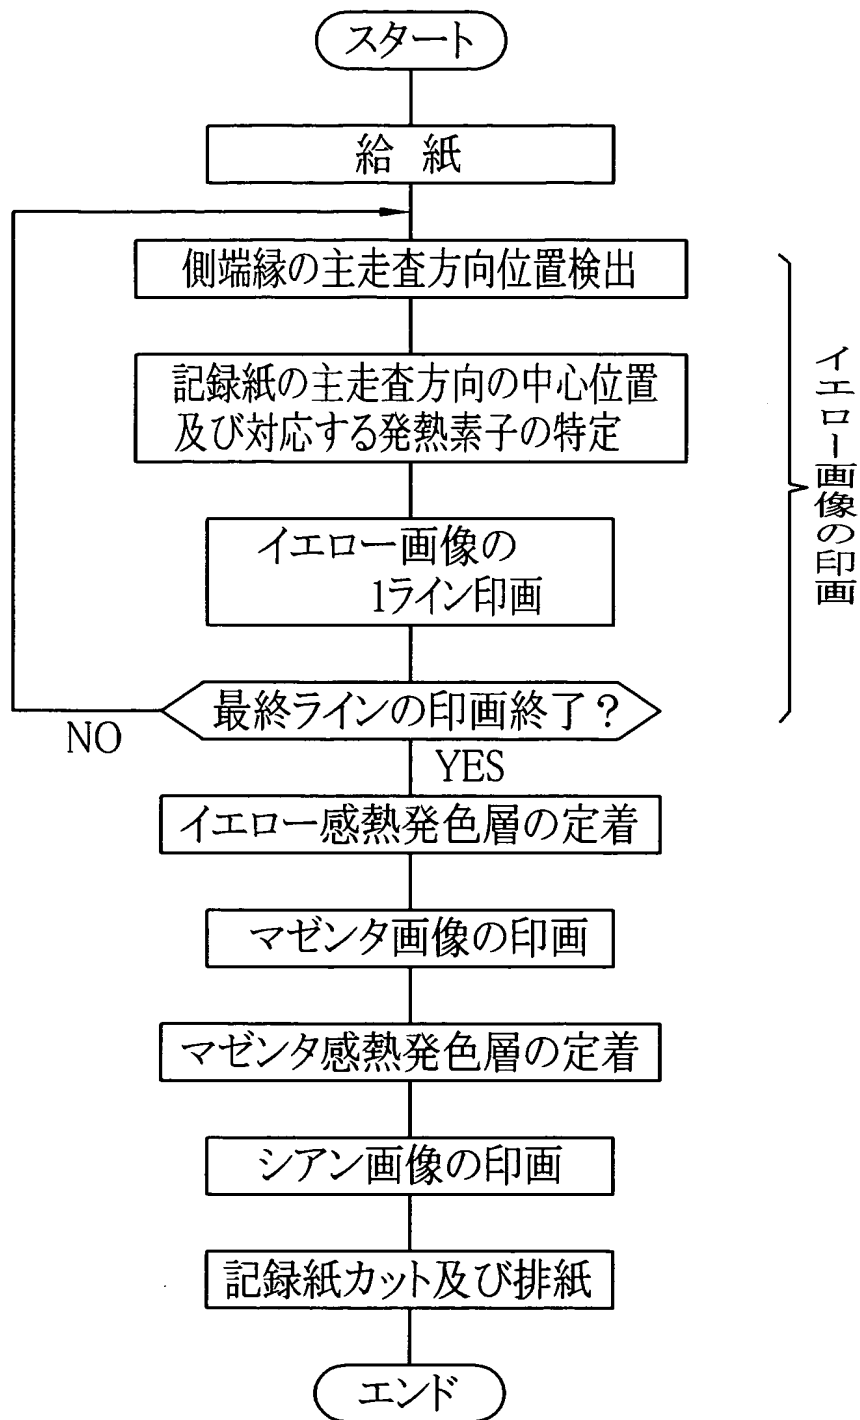 スタート
給 紙
側端縁の主走査方向位置検出
記録紙の主走査方向の中心位置
及び対応する発熱素子の特定
イエロー画像の
1ライン印画
最終ラインの印画終了？
NO
YES
イエロー画像の印画
イエロー感熱発色層の定着
マゼンタ画像の印画
マゼンタ感熱発色層の定着
シアン画像の印画
記録紙カット及び排紙
エンド